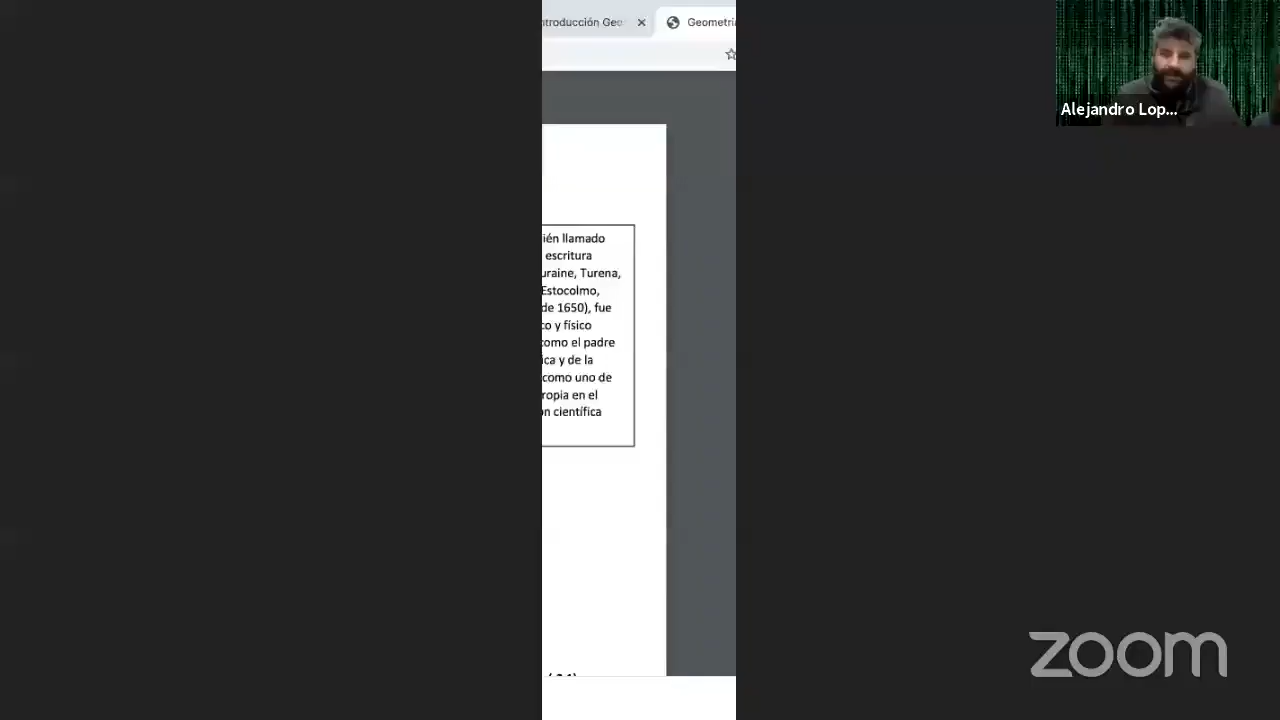 ntroducción Geo
Geometrí
Alejandro Lop...
ién llamado
escritura
uraine, Turena,
Estocolmo,
de 1650), fue
co y físico
como el padre
ica y de la
como uno de
ropia en el
ón científica
zoom